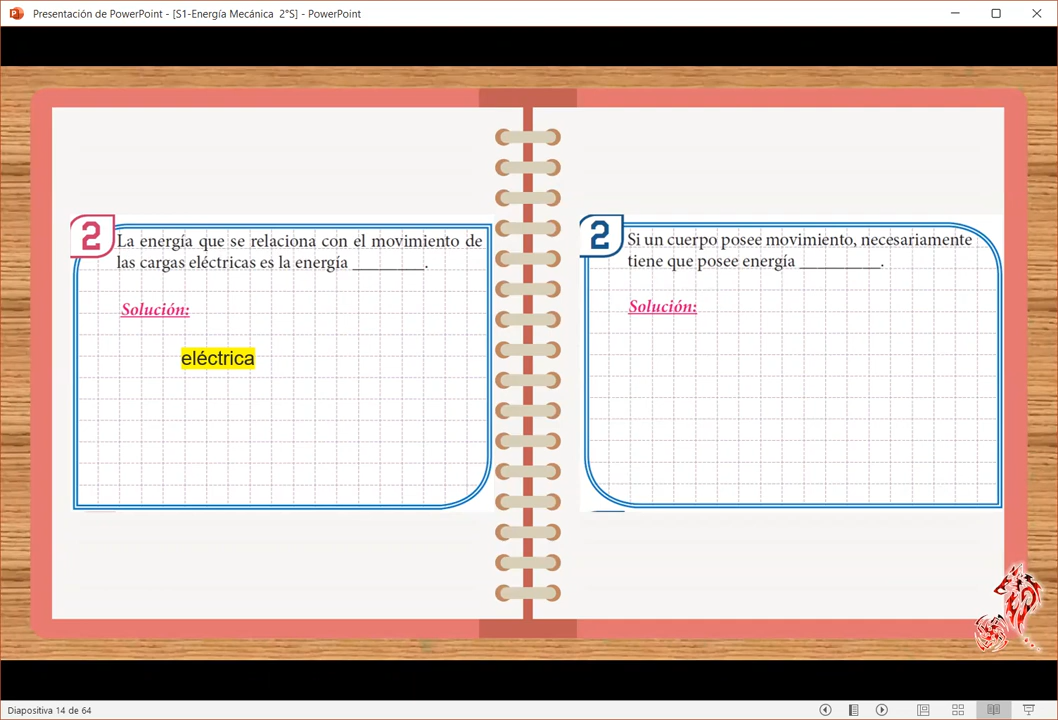 Presentación de PowerPoint - [S1-Energía Mecánica  2°S] - PowerPoint
2
La energía que se relaciona con el movimiento de
las cargas eléctricas es la energía _________.
Solución:
eléctrica
2
Si un cuerpo posee movimiento, necesariamente
tiene que posee energía __________.
Solución:
Diapositiva 14 de 64